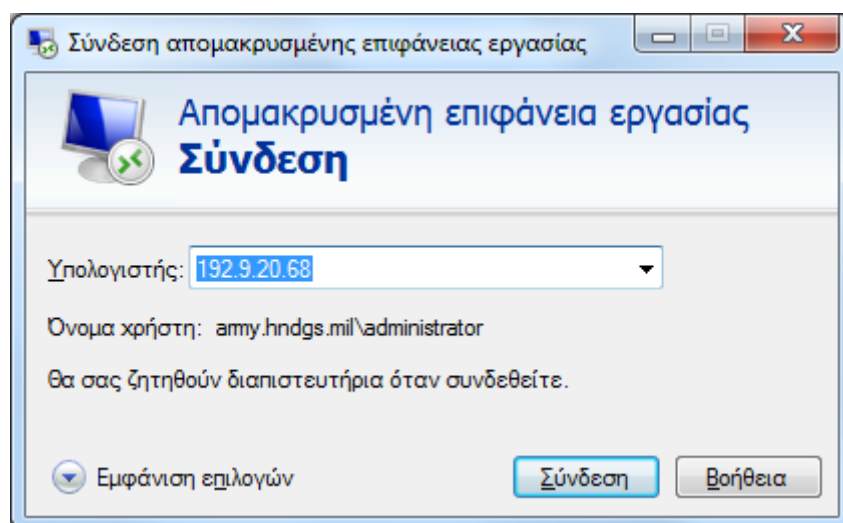 Σύνδεση απομακρυσμένης επιφάνειας εργασίας
Απομακρυσμένη επιφάνεια εργασίας
Σύνδεση
Υπολογιστής: 192.9.20.68
Όνομα χρήστη: army.hndgs.mil\administrator
Θα σας ζητηθούν διαπιστευτήρια όταν συνδεθείτε.
Εμφάνιση επιλογών Σύνδεση Βοήθεια